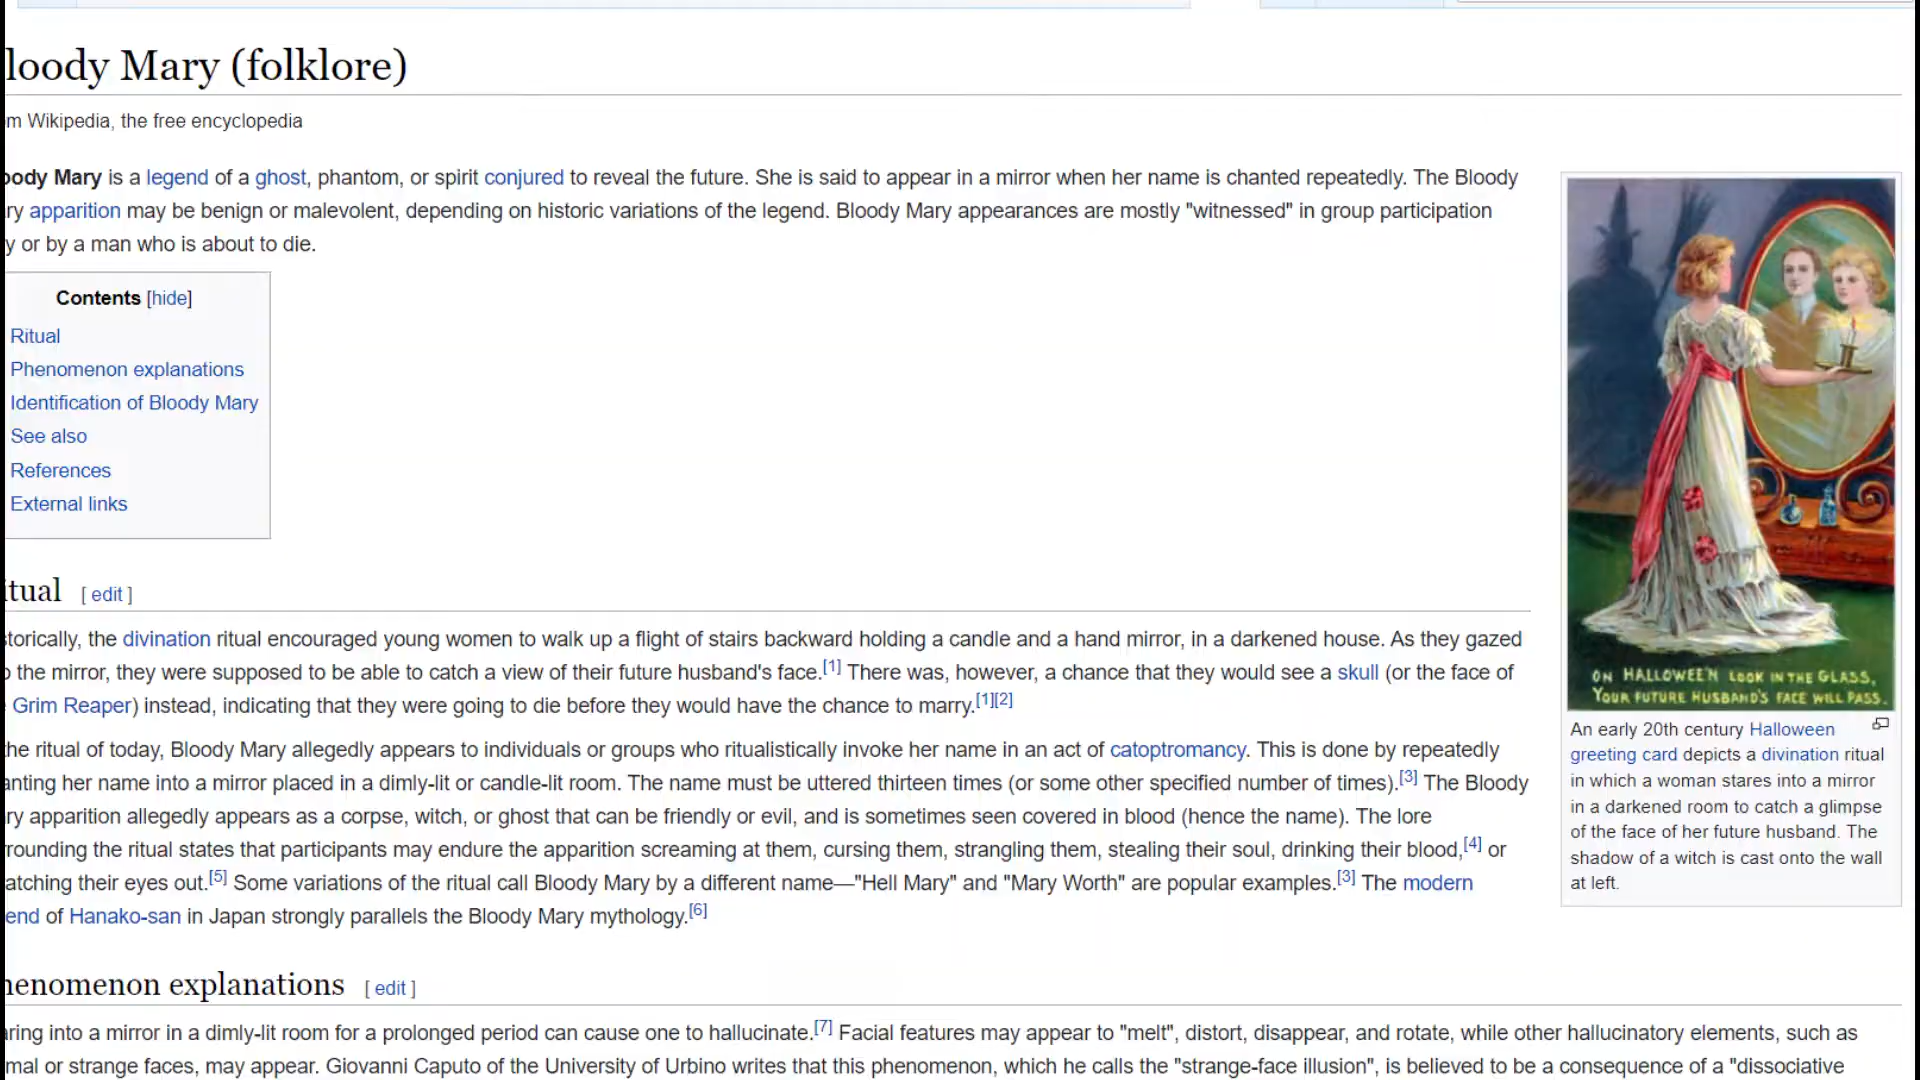 loody Mary (folklore)
m Wikipedia, the free encyclopedia
oody Mary is a legend of a ghost, phantom, or spirit conjured to reveal the future. She is said to appear in a mirror when her name is chanted repeatedly. The Bloody
ry apparition may be benign or malevolent, depending on historic variations of the legend. Bloody Mary appearances are mostly "witnessed" in group participation
y or by a man who is about to die.
Contents [hide]
Ritual
Phenomenon explanations
Identification of Bloody Mary
See also
References
External links
itual [ edit ]
torically, the divination ritual encouraged young women to walk up a flight of stairs backward holding a candle and a hand mirror, in a darkened house. As they gazed
o the mirror, they were supposed to be able to catch a view of their future husband's face.[1] There was, however, a chance that they would see a skull (or the face of
Grim Reaper) instead, indicating that they were going to die before they would have the chance to marry.[1][2]
he ritual of today, Bloody Mary allegedly appears to individuals or groups who ritualistically invoke her name in an act of catoptromancy. This is done by repeatedly
anting her name into a mirror placed in a dimly-lit or candle-lit room. The name must be uttered thirteen times (or some other specified number of times).[3] The Bloody
ry apparition allegedly appears as a corpse, witch, or ghost that can be friendly or evil, and is sometimes seen covered in blood (hence the name). The lore
rounding the ritual states that participants may endure the apparition screaming at them, cursing them, strangling them, stealing their soul, drinking their blood,[4] or
atching their eyes out.[5] Some variations of the ritual call Bloody Mary by a different name—"Hell Mary" and "Mary Worth" are popular examples.[3] The modern
end of Hanako-san in Japan strongly parallels the Bloody Mary mythology.[6]
ON HALLOWE'EN LOOK IN THE GLASS,
YOUR FUTURE HUSBAND'S FACE WILL PASS.
An early 20th century Halloween
greeting card depicts a divination ritual
in which a woman stares into a mirror
in a darkened room to catch a glimpse
of the face of her future husband. The
shadow of a witch is cast onto the wall
at left.
henomenon explanations [ edit ]
aring into a mirror in a dimly-lit room for a prolonged period can cause one to hallucinate.[7] Facial features may appear to "melt", distort, disappear, and rotate, while other hallucinatory elements, such as
mal or strange faces, may appear. Giovanni Caputo of the University of Urbino writes that this phenomenon, which he calls the "strange-face illusion", is believed to be a consequence of a "dissociative